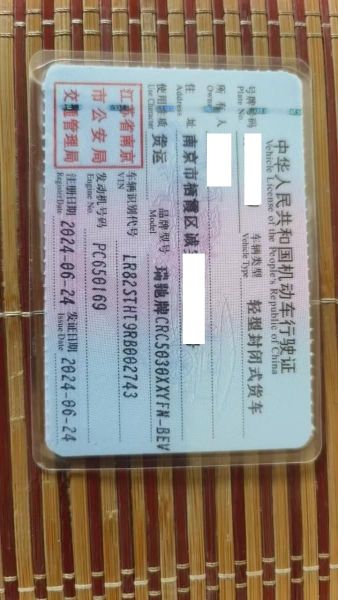 中华人民共和国机动车行驶证
Vehicle License of the People's Republic of China
号牌号码 Plate No.
车辆类型 Vehicle Type 轻型封闭式货车
所有人 Owner
住址 Address 南京市栖霞区
使用性质 Use Character 货运
品牌型号 Model 瑞驰牌CRC5030XXYFN-BEV
江苏省南京
市公安局
交通管理局
车辆识别代号 VIN LR823THT9RB002743
发动机号码 Engine No. PC050169
注册日期 Register Date 2024-06-24 发证日期 Issue Date 2024-06-24